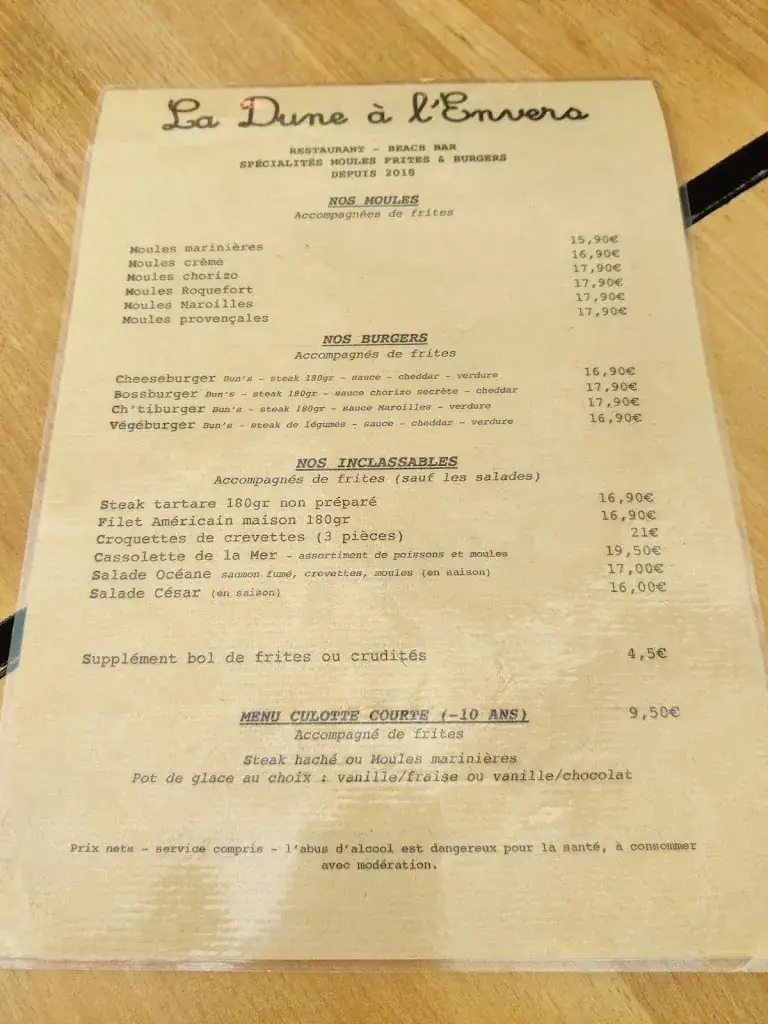 La Dune à l'Envers
RESTAURANT - BEACH BAR
SPÉCIALITÉS MOULES FRITES & BURGERS
DEPUIS 2018
NOS MOULES
Accompagnées de frites
Moules marinières 15,90€
Moules crème 16,90€
Moules chorizo 17,90€
Moules Roquefort 17,90€
Moules Maroilles 17,90€
Moules provençales 17,90€
NOS BURGERS
Accompagnés de frites
Cheeseburger Bun's - steak 180gr - sauce - cheddar - verdure 16,90€
Bossburger Bun's - steak 180gr - sauce chorizo secrète - cheddar 17,90€
Ch'tiburger Bun's - steak 180gr - sauce Maroilles - verdure 17,90€
Végéburger Bun's - steak de légumes - sauce - cheddar - verdure 16,90€
NOS INCLASSABLES
Accompagnés de frites (sauf les salades)
Steak tartare 180gr non préparé 16,90€
Filet Américain maison 180gr 16,90€
Croquettes de crevettes (3 pièces) 21€
Cassolette de la Mer - assortiment de poissons et moules 19,50€
Salade Océane saumon fumé, crevettes, moules (en saison) 17,00€
Salade César (en saison) 16,00€
Supplément bol de frites ou crudités 4,5€
MENU CULOTTE COURTE (-10 ANS) 9,50€
Accompagné de frites
Steak haché ou Moules marinières
Pot de glace au choix : vanille/fraise ou vanille/chocolat
Prix nets - service compris - l'abus d'alcool est dangereux pour la santé, à consommer
avec modération.